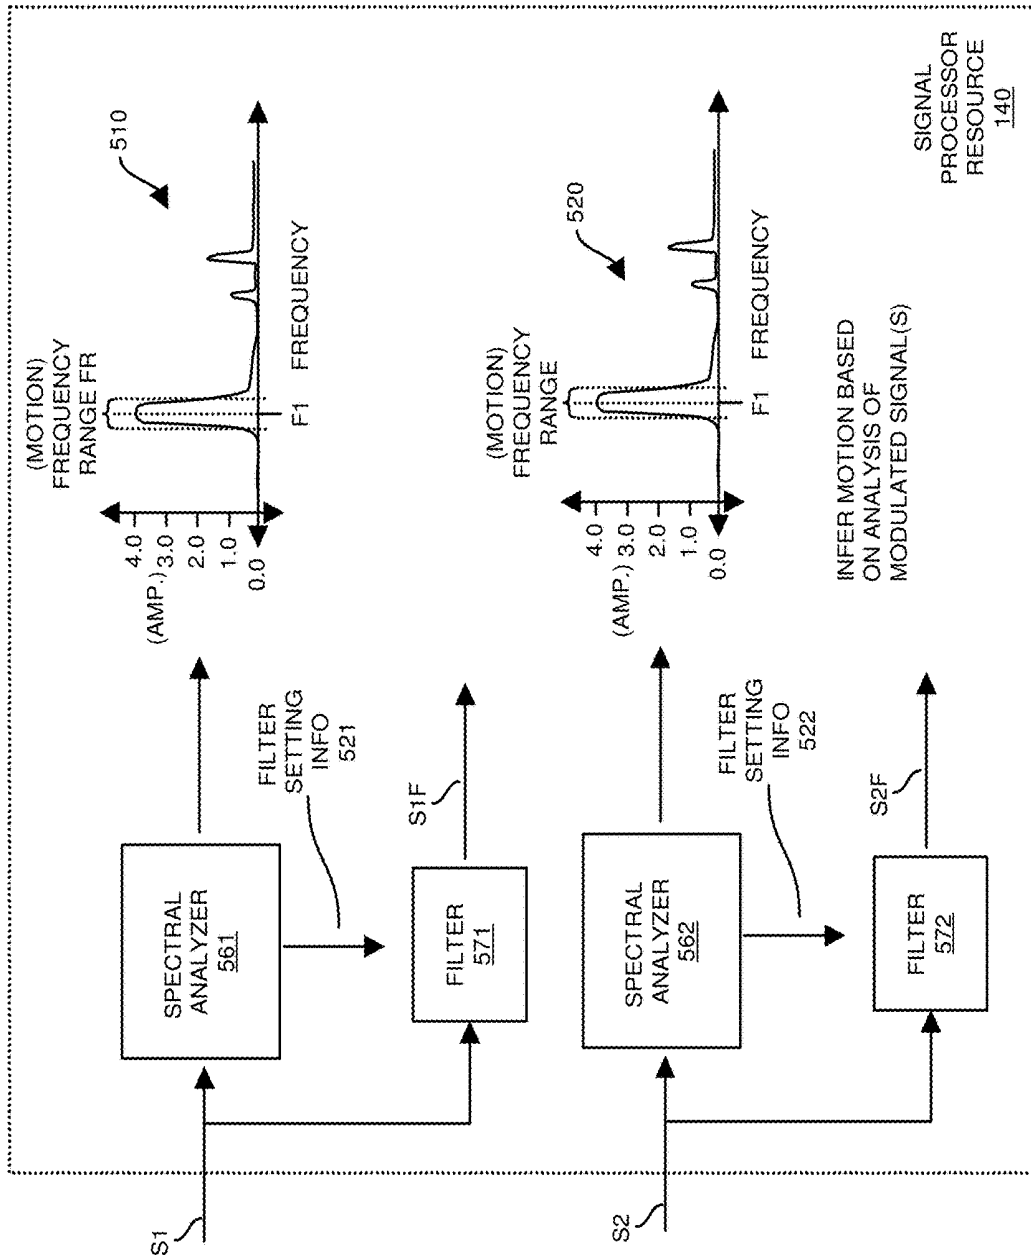 S1
SPECTRAL
ANALYZER
561
FILTER
SETTING
INFO
521
FILTER
571
S1F
(AMP.)
4.0
3.0
2.0
1.0
0.0
(MOTION)
FREQUENCY
RANGE FR
F1
FREQUENCY
510
S2
SPECTRAL
ANALYZER
562
FILTER
SETTING
INFO
522
FILTER
572
S2F
(AMP.)
4.0
3.0
2.0
1.0
0.0
(MOTION)
FREQUENCY
RANGE
F1
FREQUENCY
520
INFER MOTION BASED
ON ANALYSIS OF
MODULATED SIGNAL(S)
SIGNAL
PROCESSOR
RESOURCE
140